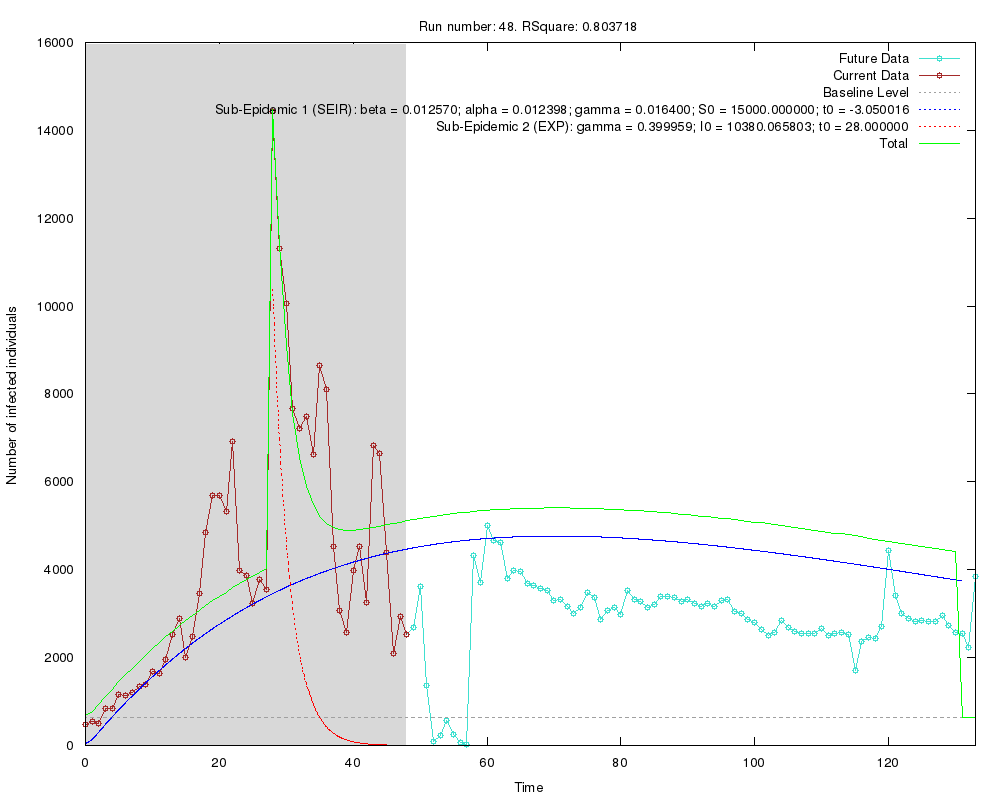 Run number: 48. RSquare: 0.803718
16000
14000
12000
10000
8000
6000
4000
2000
0
Number of infected individuals
Future Data
Current Data
Baseline Level
Sub-Epidemic 1 (SEIR): beta = 0.012570; alpha = 0.012398; gamma = 0.016400; S0 = 15000.000000; t0 = -3.050016
Sub-Epidemic 2 (EXP): gamma = 0.399959; I0 = 10380.065803; t0 = 28.000000
Total
0 20 40 60 80 100 120
Time